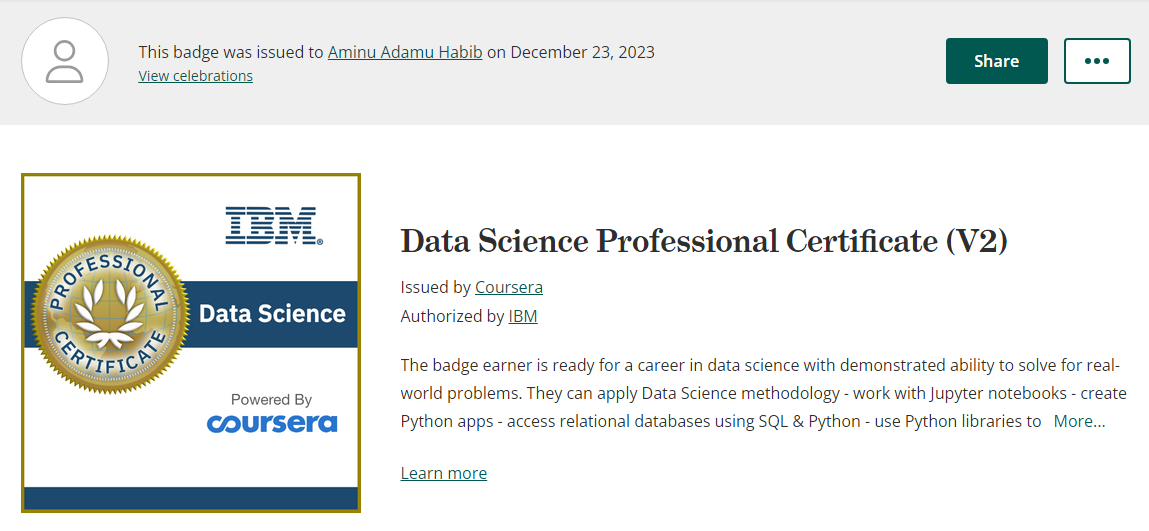 This badge was issued to Aminu Adamu Habib on December 23, 2023
View celebrations
Share
•••
IBM®
PROFESSIONAL CERTIFICATE
Data Science
Powered By
coursera
Data Science Professional Certificate (V2)
Issued by Coursera
Authorized by IBM
The badge earner is ready for a career in data science with demonstrated ability to solve for real-
world problems. They can apply Data Science methodology - work with Jupyter notebooks - create
Python apps - access relational databases using SQL & Python - use Python libraries to More...
Learn more